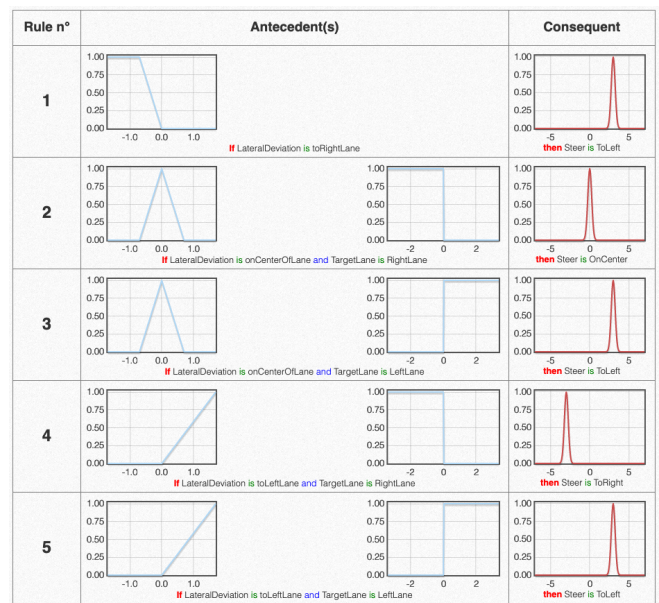 Rule n° Antecedent(s) Consequent
1.00 1.00
0.75 0.75
0.50 0.50
0.25 0.25
0.00 0.00
-1.0 0.0 1.0 -5 0 5
1 If LateralDeviation is toRightLane then Steer is ToLeft
1.00 1.00 1.00
0.75 0.75 0.75
0.50 0.50 0.50
0.25 0.25 0.25
0.00 0.00 0.00
-1.0 0.0 1.0 -2 0 2 -5 0 5
2 If LateralDeviation is onCenterOfLane and TargetLane is RightLane then Steer is OnCenter
1.00 1.00 1.00
0.75 0.75 0.75
0.50 0.50 0.50
0.25 0.25 0.25
0.00 0.00 0.00
-1.0 0.0 1.0 -2 0 2 -5 0 5
3 If LateralDeviation is onCenterOfLane and TargetLane is LeftLane then Steer is ToLeft
1.00 1.00 1.00
0.75 0.75 0.75
0.50 0.50 0.50
0.25 0.25 0.25
0.00 0.00 0.00
-1.0 0.0 1.0 -2 0 2 -5 0 5
4 If LateralDeviation is toLeftLane and TargetLane is RightLane then Steer is ToRight
1.00 1.00 1.00
0.75 0.75 0.75
0.50 0.50 0.50
0.25 0.25 0.25
0.00 0.00 0.00
-1.0 0.0 1.0 -2 0 2 -5 0 5
5 If LateralDeviation is toLeftLane and TargetLane is LeftLane then Steer is ToLeft